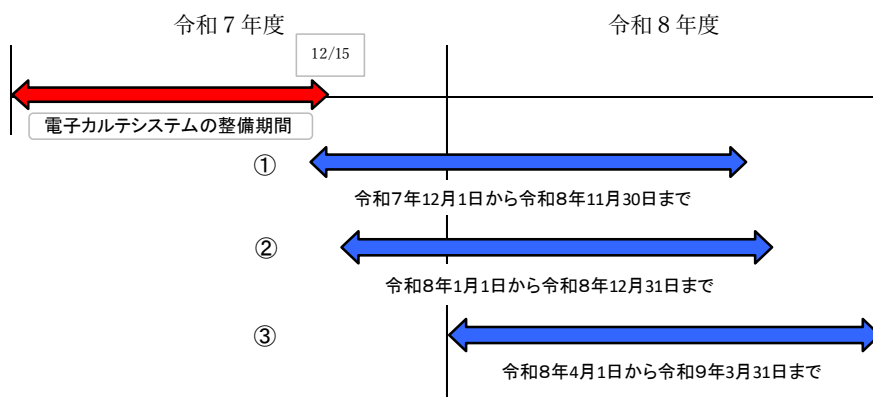 令和７年度
令和８年度
12/15
電子カルテシステムの整備期間
①
令和７年12月1日から令和８年11月30日まで
②
令和８年1月1日から令和８年12月31日まで
③
令和８年4月1日から令和９年3月31日まで